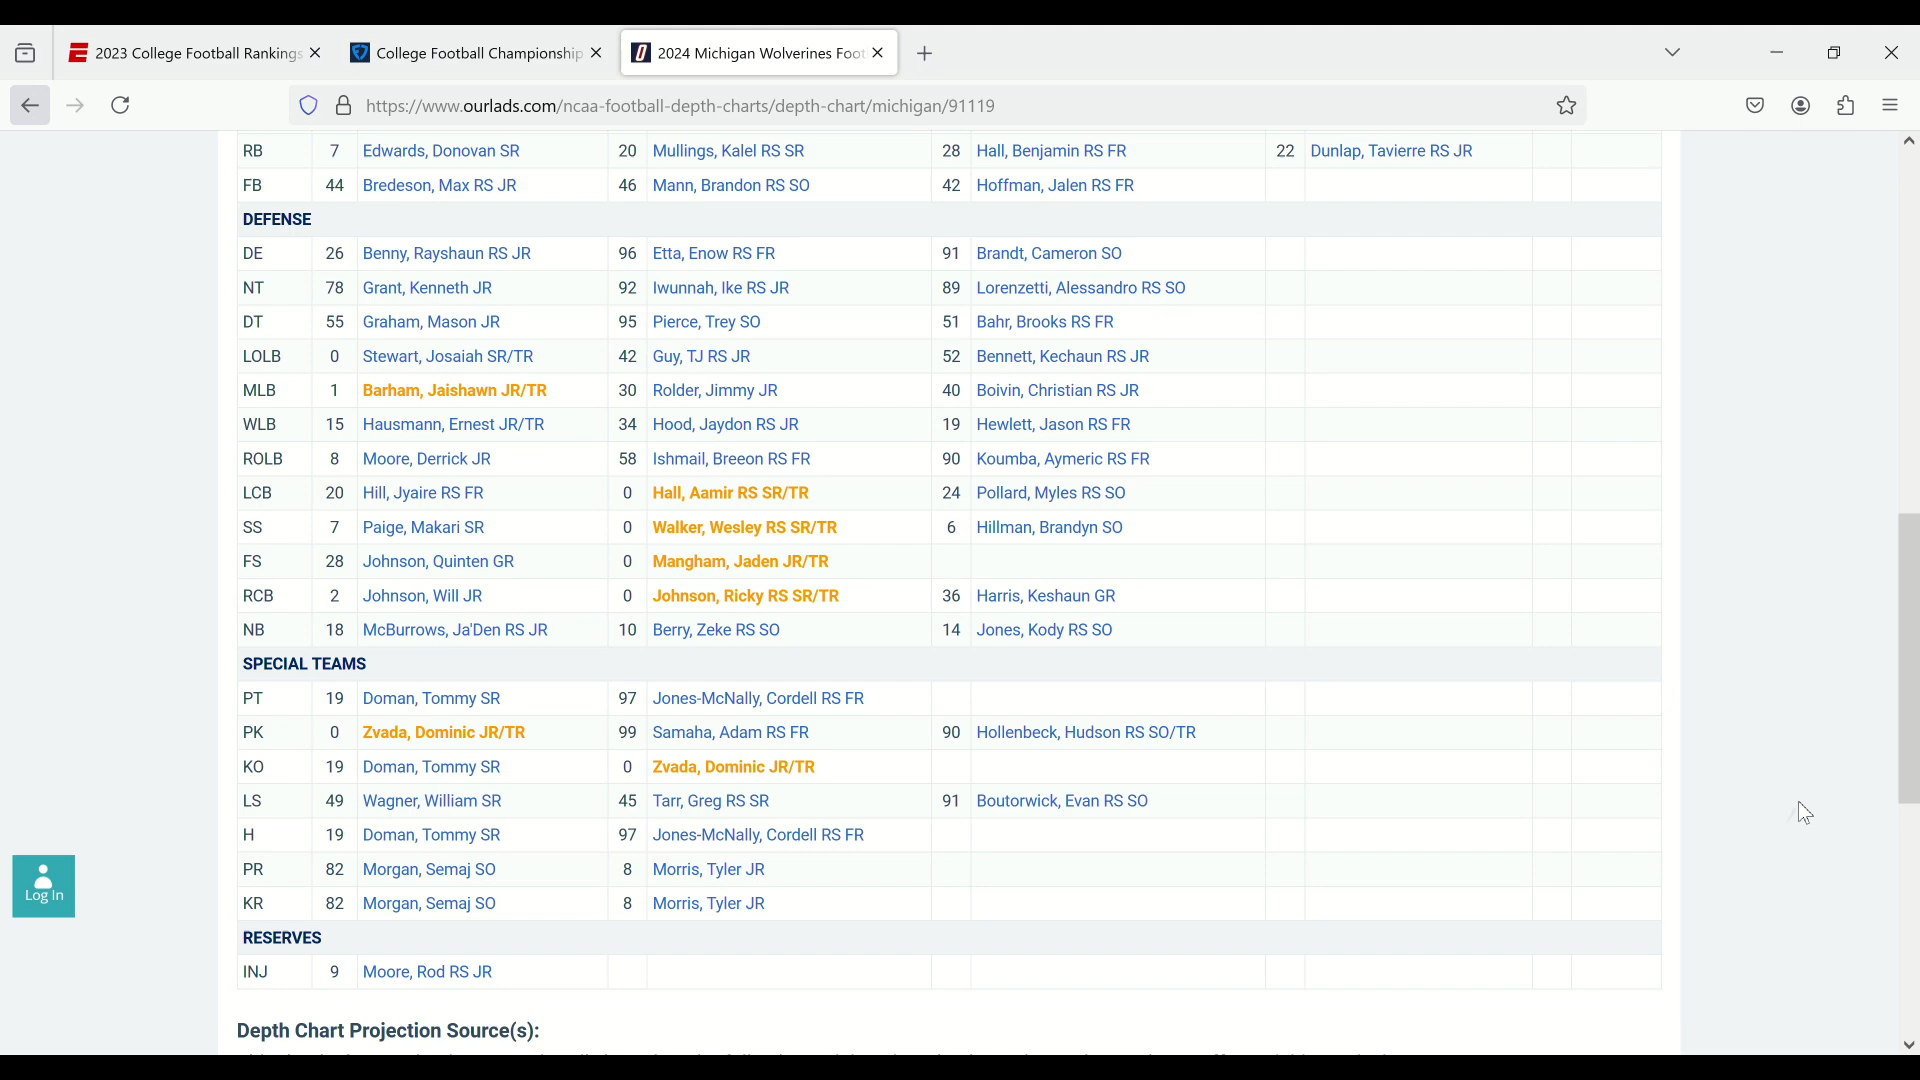 2023 College Football Rankings
College Football Championship
2024 Michigan Wolverines Foot
https://www.ourlads.com/ncaa-football-depth-charts/depth-chart/michigan/91119
RB 7 Edwards, Donovan SR 20 Mullings, Kalel RS SR 28 Hall, Benjamin RS FR 22 Dunlap, Tavierre RS JR
FB 44 Bredeson, Max RS JR 46 Mann, Brandon RS SO 42 Hoffman, Jalen RS FR
DEFENSE
DE 26 Benny, Rayshaun RS JR 96 Etta, Enow RS FR 91 Brandt, Cameron SO
NT 78 Grant, Kenneth JR 92 Iwunnah, Ike RS JR 89 Lorenzetti, Alessandro RS SO
DT 55 Graham, Mason JR 95 Pierce, Trey SO 51 Bahr, Brooks RS FR
LOLB 0 Stewart, Josaiah SR/TR 42 Guy, TJ RS JR 52 Bennett, Kechaun RS JR
MLB 1 Barham, Jaishawn JR/TR 30 Rolder, Jimmy JR 40 Boivin, Christian RS JR
WLB 15 Hausmann, Ernest JR/TR 34 Hood, Jaydon RS JR 19 Hewlett, Jason RS FR
ROLB 8 Moore, Derrick JR 58 Ishmail, Breeon RS FR 90 Koumba, Aymeric RS FR
LCB 20 Hill, Jyaire RS FR 0 Hall, Aamir RS SR/TR 24 Pollard, Myles RS SO
SS 7 Paige, Makari SR 0 Walker, Wesley RS SR/TR 6 Hillman, Brandyn SO
FS 28 Johnson, Quinten GR 0 Mangham, Jaden JR/TR
RCB 2 Johnson, Will JR 0 Johnson, Ricky RS SR/TR 36 Harris, Keshaun GR
NB 18 McBurrows, Ja'Den RS JR 10 Berry, Zeke RS SO 14 Jones, Kody RS SO
SPECIAL TEAMS
PT 19 Doman, Tommy SR 97 Jones-McNally, Cordell RS FR
PK 0 Zvada, Dominic JR/TR 99 Samaha, Adam RS FR 90 Hollenbeck, Hudson RS SO/TR
KO 19 Doman, Tommy SR 0 Zvada, Dominic JR/TR
LS 49 Wagner, William SR 45 Tarr, Greg RS SR 91 Boutorwick, Evan RS SO
H 19 Doman, Tommy SR 97 Jones-McNally, Cordell RS FR
PR 82 Morgan, Semaj SO 8 Morris, Tyler JR
Log In
KR 82 Morgan, Semaj SO 8 Morris, Tyler JR
RESERVES
INJ 9 Moore, Rod RS JR
Depth Chart Projection Source(s):